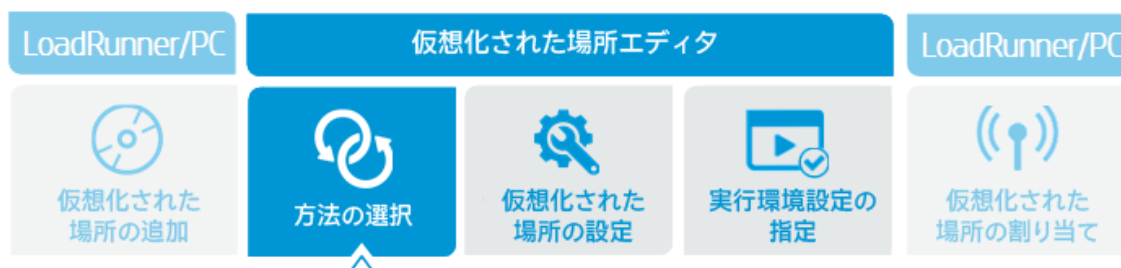 LoadRunner/PC
仮想化された場所エディタ
LoadRunner/PC
仮想化された
場所の追加
方法の選択
仮想化された
場所の設定
実行環境設定の
指定
仮想化された
場所の割り当て